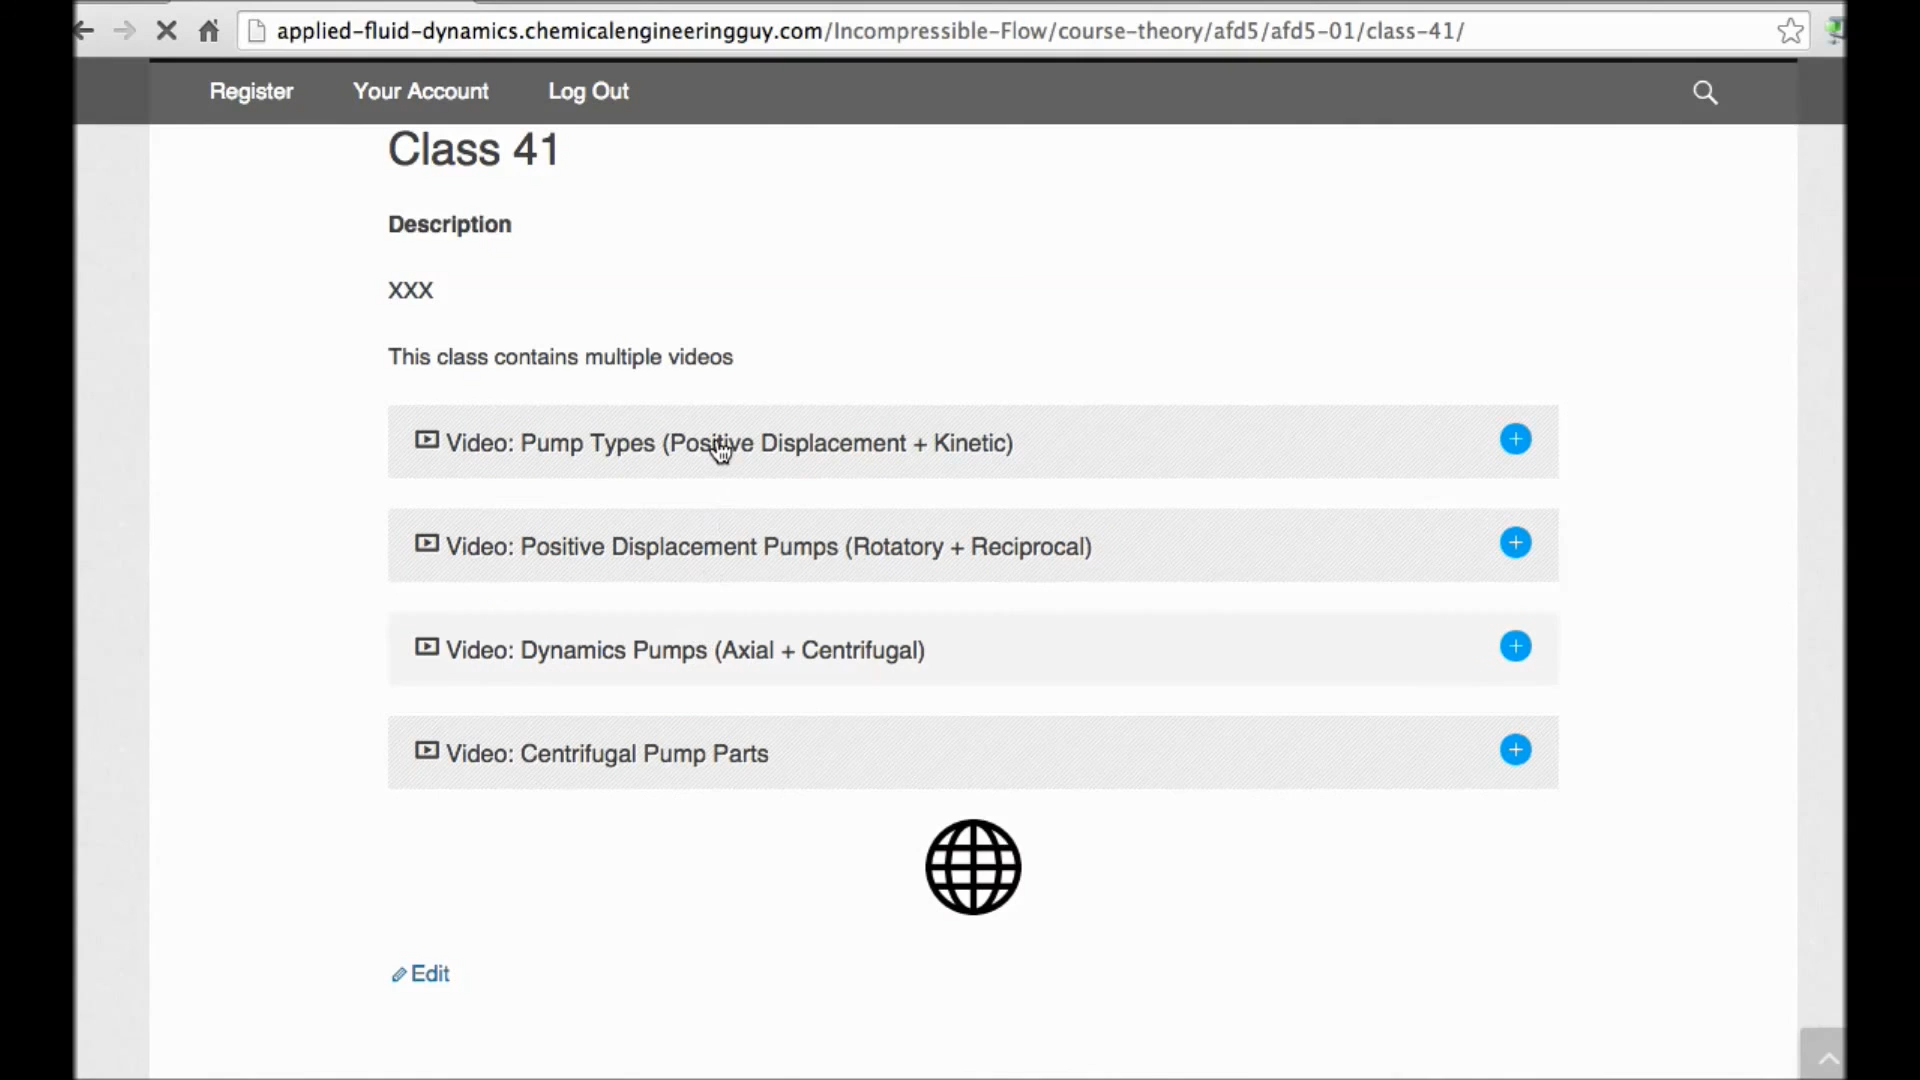 applied-fluid-dynamics.chemicalengineeringguy.com/Incompressible-Flow/course-theory/afd5/afd5-01/class-41/
Register Your Account Log Out
Class 41
Description
XXX
This class contains multiple videos
Video: Pump Types (Positive Displacement + Kinetic)
Video: Positive Displacement Pumps (Rotatory + Reciprocal)
Video: Dynamics Pumps (Axial + Centrifugal)
Video: Centrifugal Pump Parts
Edit